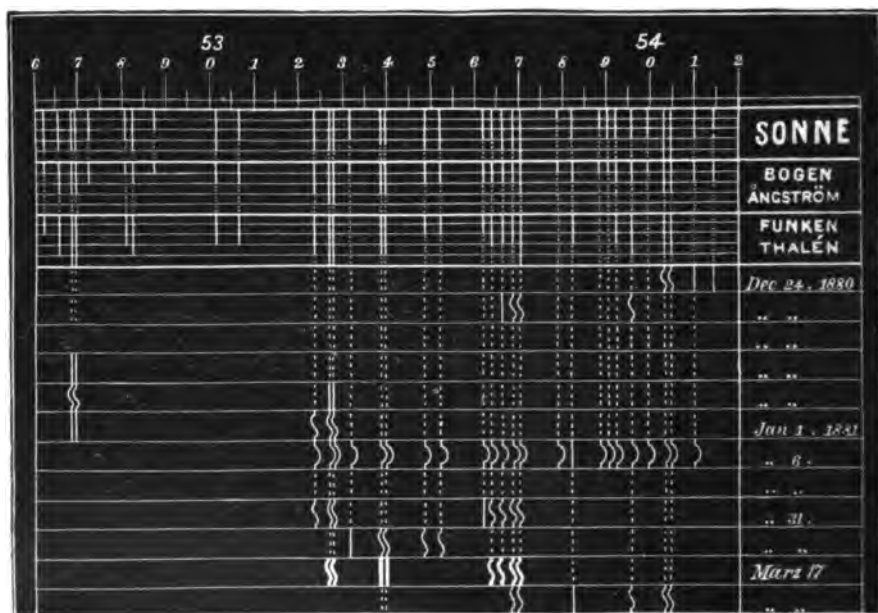 53 54
6 7 8 9 0 1 2 3 4 5 6 7 8 9 0 1 2
SONNE
BOGEN
ÅNGSTRÖM
FUNKEN
THALÉN
Dec 24. 1880
„ „
„ „
„ „
„ „
Jan 1. 1881
„ 6.
„ „
„ 31.
„ „
Marz 17
„ „